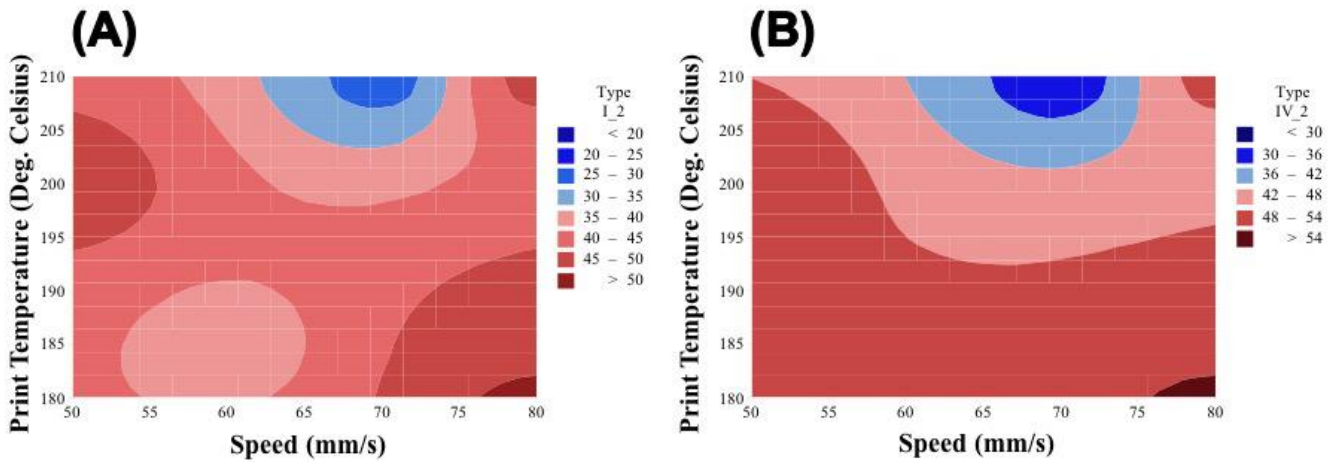 (A)
Print Temperature (Deg. Celsius)
210
205
200
195
190
185
180
50 55 60 65 70 75 80
Speed (mm/s)
Type
I_2
< 20
20 – 25
25 – 30
30 – 35
35 – 40
40 – 45
45 – 50
> 50
(B)
Print Temperature (Deg. Celsius)
210
205
200
195
190
185
180
50 55 60 65 70 75 80
Speed (mm/s)
Type
IV_2
< 30
30 – 36
36 – 42
42 – 48
48 – 54
> 54